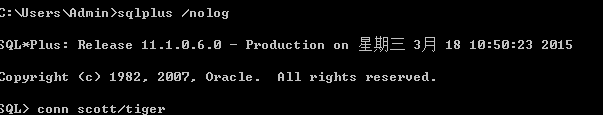 C:\Users\Admin>sqlplus /nolog
SQL*Plus: Release 11.1.0.6.0 - Production on 星期三 3月 18 10:50:23 2015
Copyright (c) 1982, 2007, Oracle.  All rights reserved.
SQL> conn scott/tiger